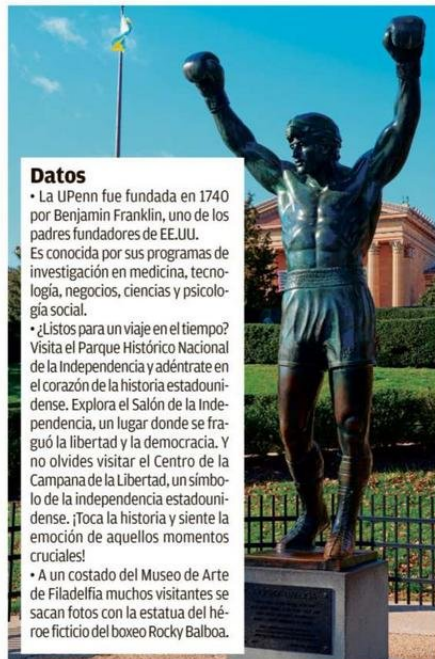 Datos
• La UPenn fue fundada en 1740
por Benjamin Franklin, uno de los
padres fundadores de EE.UU.
Es conocida por sus programas de
investigación en medicina, tecno-
logía, negocios, ciencias y psicolo-
gía social.
• ¿Listos para un viaje en el tiempo?
Visita el Parque Histórico Nacional
de la Independencia y adéntrate en
el corazón de la historia estadouni-
dense. Explora el Salón de la Inde-
pendencia, un lugar donde se fra-
guó la libertad y la democracia. Y
no olvides visitar el Centro de la
Campana de la Libertad, un símbo-
lo de la independencia estadouni-
dense. ¡Toca la historia y siente la
emoción de aquellos momentos
cruciales!
• A un costado del Museo de Arte
de Filadelfia muchos visitantes se
sacan fotos con la estatua del hé-
roe ficticio del boxeo Rocky Balboa.